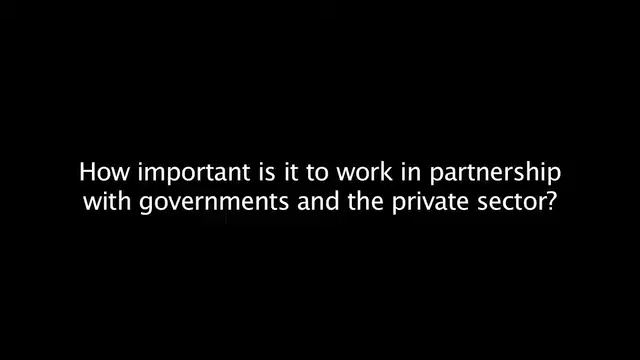 How important is it to work in partnership
with governments and the private sector?